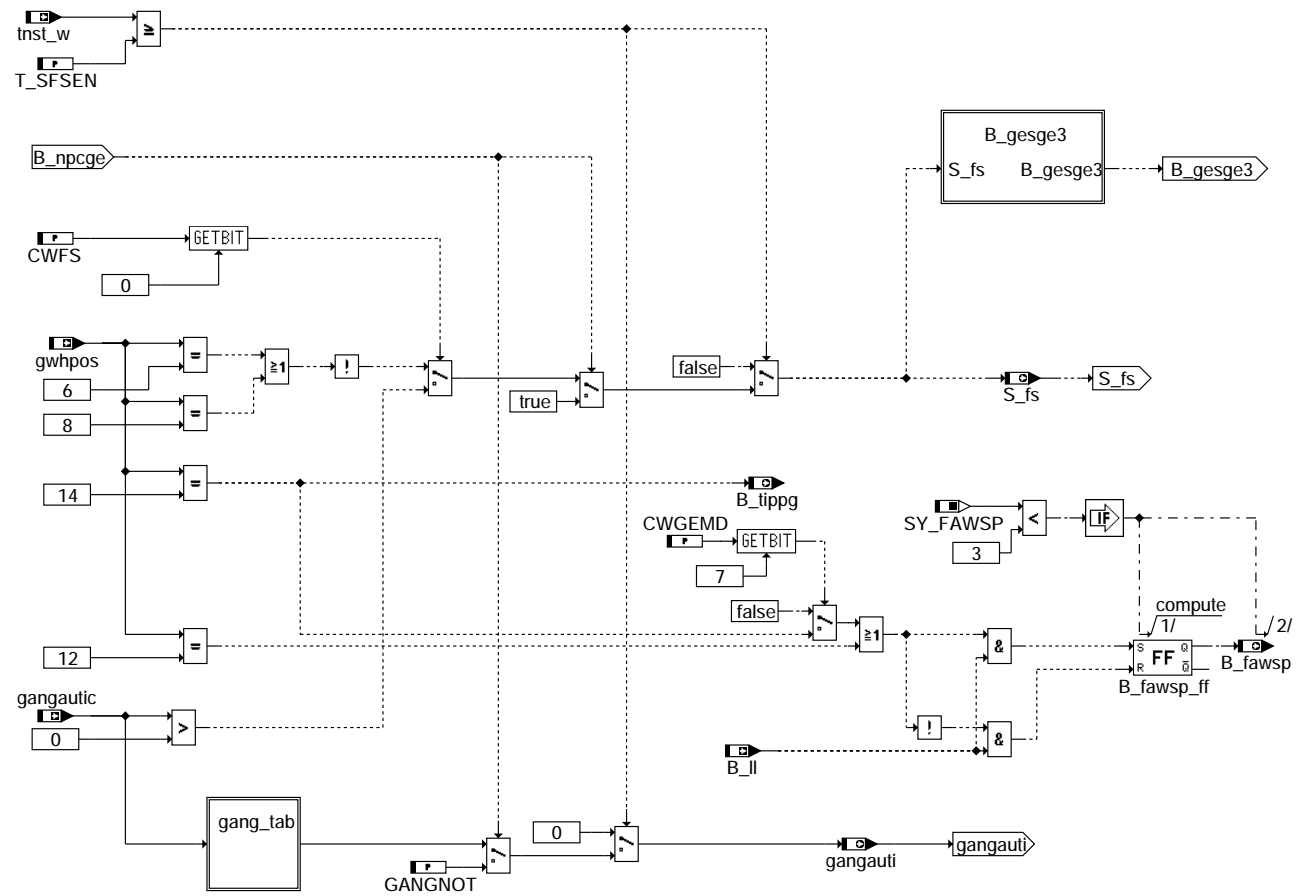 tnst_w
≥
P
T_SFSEN
B_gesge3
B_npcge
S_fs
B_gesge3
B_gesge3
P
GETBIT
CWFS
0
gwhpos
=
≥1
!
false
6
true
S_fs
S_fs
8
=
14
=
B_tippg
CWGEMD
P
GETBIT
SY_FAWSP
<
IF
7
3
false
compute
1/
2/
12
=
≥1
&
S
FF
Q
R
Q
B_fawsp
B_fawsp_ff
gangautic
>
0
!
&
B_ll
gang_tab
0
gangauti
gangauti
P
GANGNOT